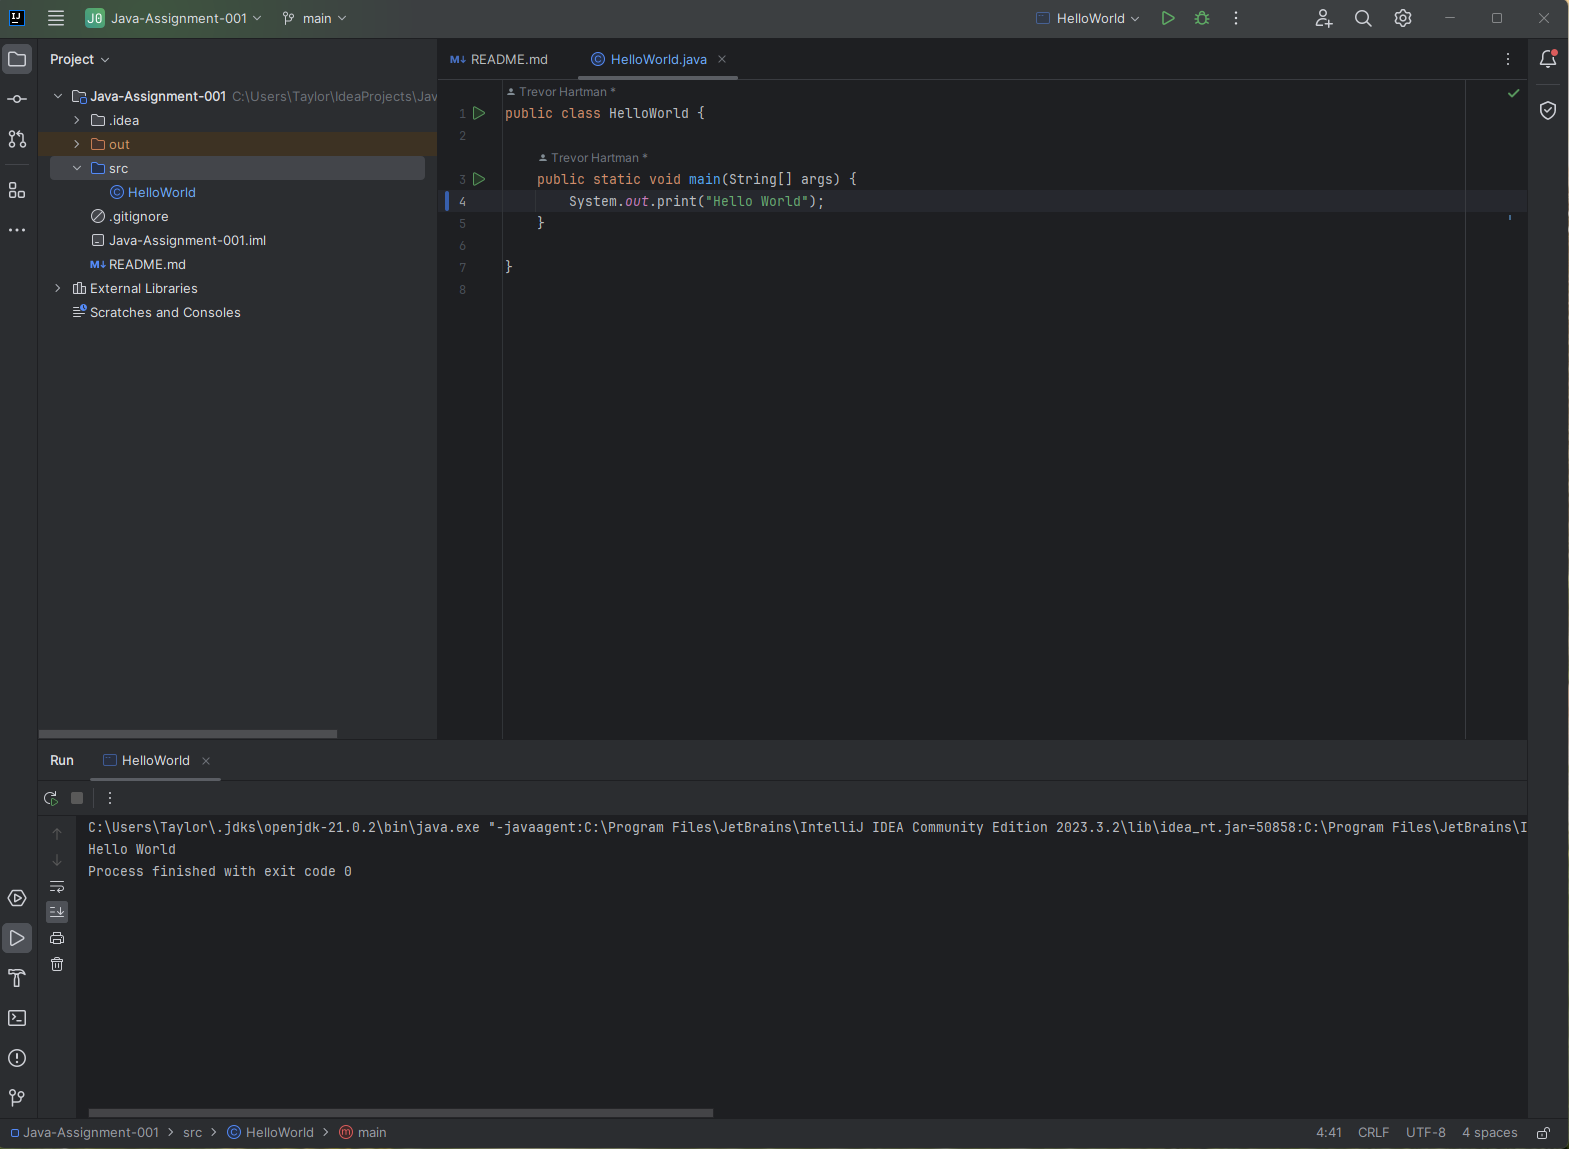 IJ
J0 Java-Assignment-001
main
HelloWorld
Project
Java-Assignment-001 C:\Users\Taylor\IdeaProjects\Jav
.idea
out
src
HelloWorld
.gitignore
Java-Assignment-001.iml
README.md
External Libraries
Scratches and Consoles
README.md HelloWorld.java
Trevor Hartman *
1 public class HelloWorld {
2
Trevor Hartman *
3 public static void main(String[] args) {
4 System.out.print("Hello World");
5 }
6
7 }
8
Run HelloWorld
C:\Users\Taylor\.jdks\openjdk-21.0.2\bin\java.exe "-javaagent:C:\Program Files\JetBrains\IntelliJ IDEA Community Edition 2023.3.2\lib\idea_rt.jar=50858:C:\Program Files\JetBrains\I
Hello World
Process finished with exit code 0
Java-Assignment-001 > src > HelloWorld > main
4:41 CRLF UTF-8 4 spaces